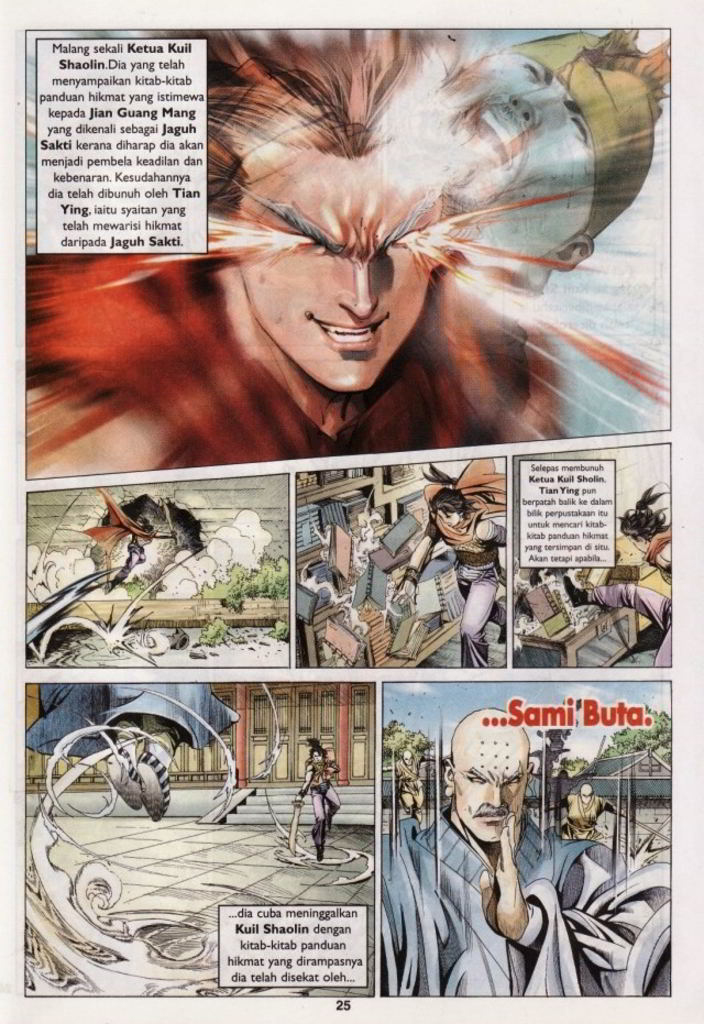 Malang sekali Ketua Kuil
Shaolin.Dia yang telah
menyampaikan kitab-kitab
panduan hikmat yang istimewa
kepada Jian Guang Mang
yang dikenali sebagai Jaguh
Sakti kerana diharap dia akan
menjadi pembela keadilan dan
kebenaran. Kesudahannya
dia telah dibunuh oleh Tian
Ying, iaitu syaitan yang
telah mewarisi hikmat
daripada Jaguh Sakti.
Selepas membunuh
Ketua Kuil Sholin,
Tian Ying pun
berpatah balik ke dalam
bilik perpustakaan itu
untuk mencari kitab-
kitab panduan hikmat
yang tersimpan di situ.
Akan tetapi apabila...
...dia cuba meninggalkan
Kuil Shaolin dengan
kitab-kitab panduan
hikmat yang dirampasnya
dia telah disekat oleh...
...Sami Buta.
25